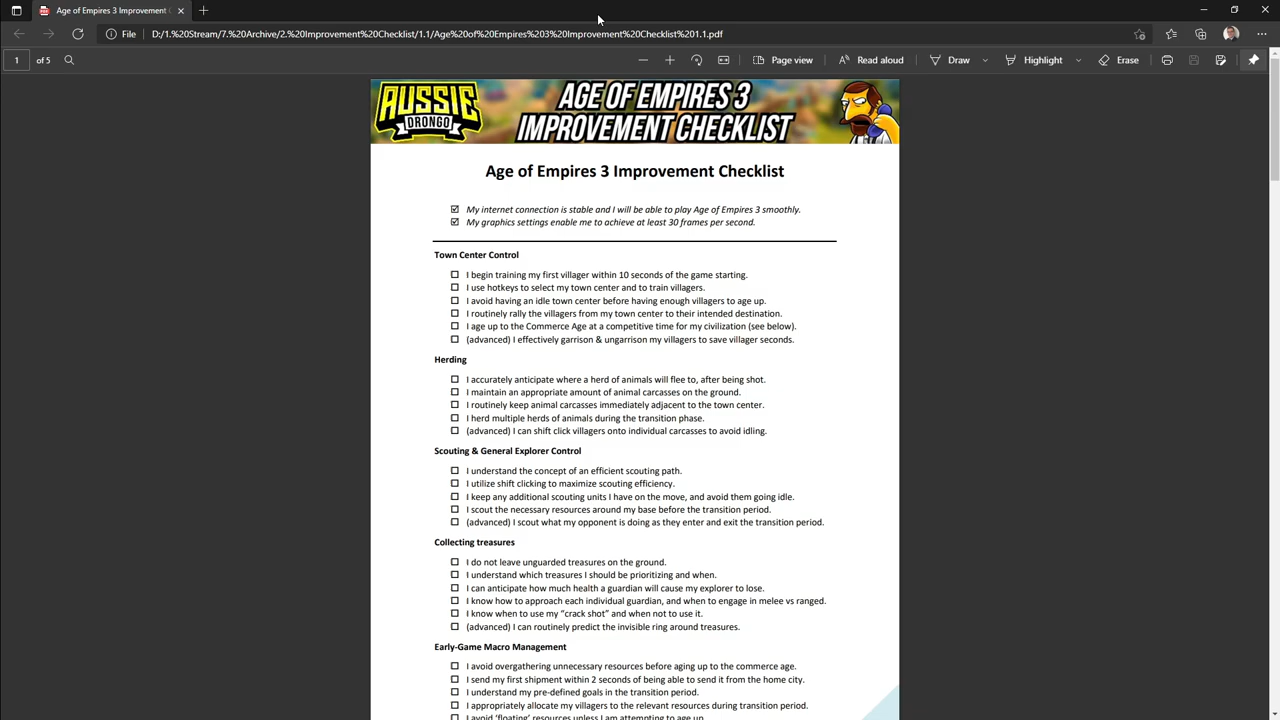 Age of Empires 3 Improvement C
File
D:/1.%20Stream/7.%20Archive/2.%20Improvement%20Checklist/1.1/Age%20of%20Empires%203%20Improvement%20Checklist%201.1.pdf
1 of 5
Page view
Read aloud
Draw
Highlight
Erase
AUSSIE
DRONGO
AGE OF EMPIRES 3
IMPROVEMENT CHECKLIST
Age of Empires 3 Improvement Checklist
My internet connection is stable and I will be able to play Age of Empires 3 smoothly.
My graphics settings enable me to achieve at least 30 frames per second.
Town Center Control
I begin training my first villager within 10 seconds of the game starting.
I use hotkeys to select my town center and to train villagers.
I avoid having an idle town center before having enough villagers to age up.
I routinely rally the villagers from my town center to their intended destination.
I age up to the Commerce Age at a competitive time for my civilization (see below).
(advanced) I effectively garrison & ungarrison my villagers to save villager seconds.
Herding
I accurately anticipate where a herd of animals will flee to, after being shot.
I maintain an appropriate amount of animal carcasses on the ground.
I routinely keep animal carcasses immediately adjacent to the town center.
I herd multiple herds of animals during the transition phase.
(advanced) I can shift click villagers onto individual carcasses to avoid idling.
Scouting & General Explorer Control
I understand the concept of an efficient scouting path.
I utilize shift clicking to maximize scouting efficiency.
I keep any additional scouting units I have on the move, and avoid them going idle.
I scout the necessary resources around my base before the transition period.
(advanced) I scout what my opponent is doing as they enter and exit the transition period.
Collecting treasures
I do not leave unguarded treasures on the ground.
I understand which treasures I should be prioritizing and when.
I can anticipate how much health a guardian will cause my explorer to lose.
I know how to approach each individual guardian, and when to engage in melee vs ranged.
I know when to use my “crack shot” and when not to use it.
(advanced) I can routinely predict the invisible ring around treasures.
Early-Game Macro Management
I avoid overgathering unnecessary resources before aging up to the commerce age.
I send my first shipment within 2 seconds of being able to send it from the home city.
I understand my pre-defined goals in the transition period.
I appropriately allocate my villagers to the relevant resources during transition period.
I avoid ‘floating’ resources unless I am attempting to age up.